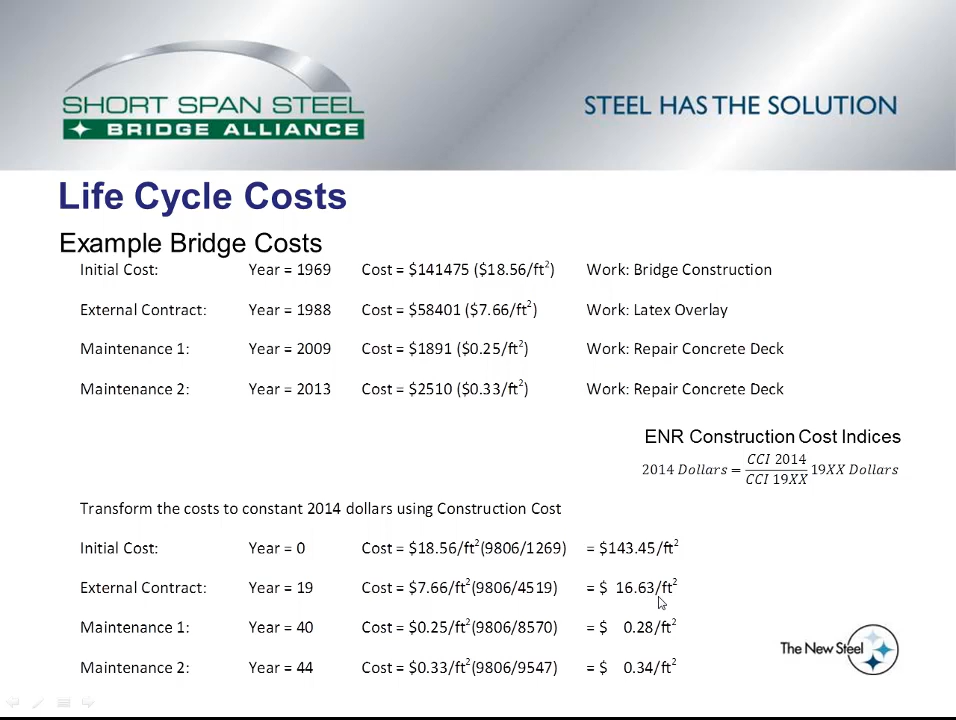 SHORT SPAN STEEL
BRIDGE ALLIANCE
STEEL HAS THE SOLUTION
Life Cycle Costs
Example Bridge Costs
Initial Cost: Year = 1969 Cost = $141475 ($18.56/ft²) Work: Bridge Construction
External Contract: Year = 1988 Cost = $58401 ($7.66/ft²) Work: Latex Overlay
Maintenance 1: Year = 2009 Cost = $1891 ($0.25/ft²) Work: Repair Concrete Deck
Maintenance 2: Year = 2013 Cost = $2510 ($0.33/ft²) Work: Repair Concrete Deck
ENR Construction Cost Indices
2014 Dollars = CCI 2014 / CCI 19XX 19XX Dollars
Transform the costs to constant 2014 dollars using Construction Cost
Initial Cost: Year = 0 Cost = $18.56/ft²(9806/1269) = $143.45/ft²
External Contract: Year = 19 Cost = $7.66/ft²(9806/4519) = $ 16.63/ft²
Maintenance 1: Year = 40 Cost = $0.25/ft²(9806/8570) = $ 0.28/ft²
Maintenance 2: Year = 44 Cost = $0.33/ft²(9806/9547) = $ 0.34/ft²
The New Steel